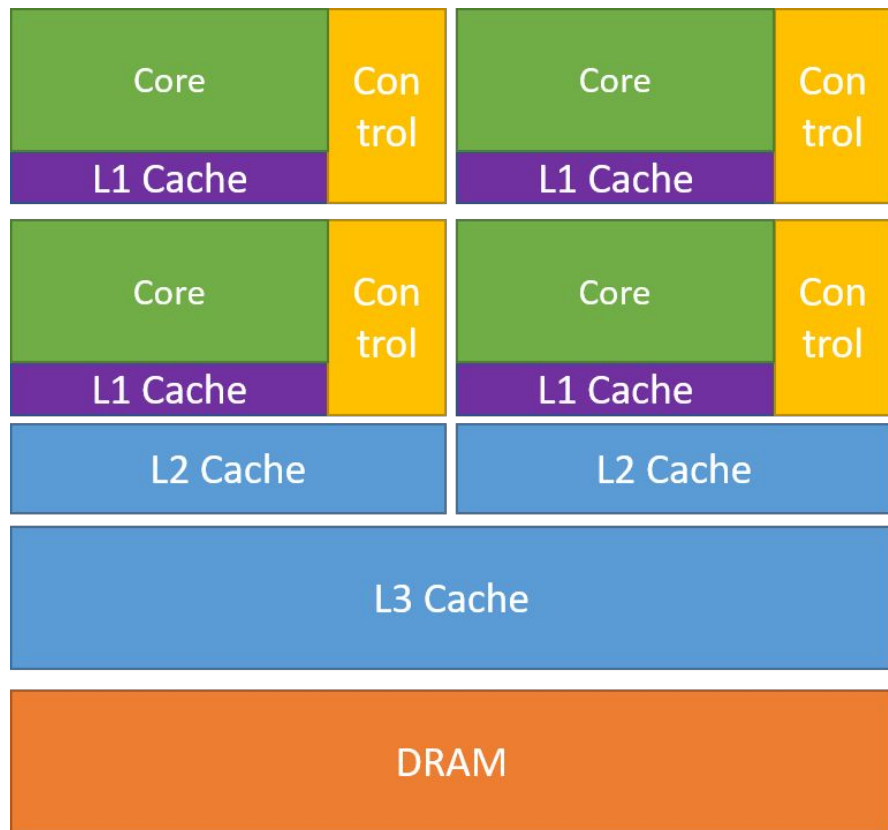 Core
Con
trol
L1 Cache
Core
Con
trol
L1 Cache
Core
Con
trol
L1 Cache
Core
Con
trol
L1 Cache
L2 Cache
L2 Cache
L3 Cache
DRAM